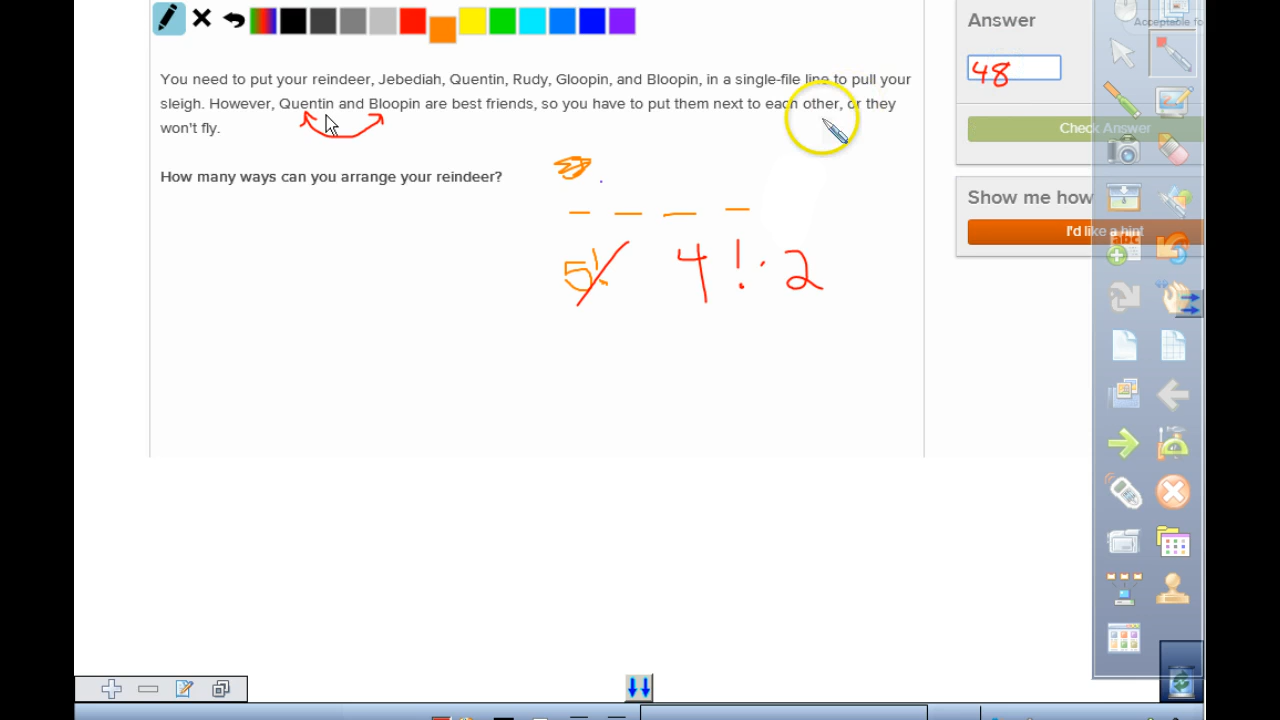 Answer
Acceptable fo
48
You need to put your reindeer, Jebediah, Quentin, Rudy, Gloopin, and Bloopin, in a single-file line to pull your
sleigh. However, Quentin and Bloopin are best friends, so you have to put them next to each other, or they
won't fly.
Check Answer
How many ways can you arrange your reindeer?
Show me how
I'd like a hint
abc
5! 4! · 2